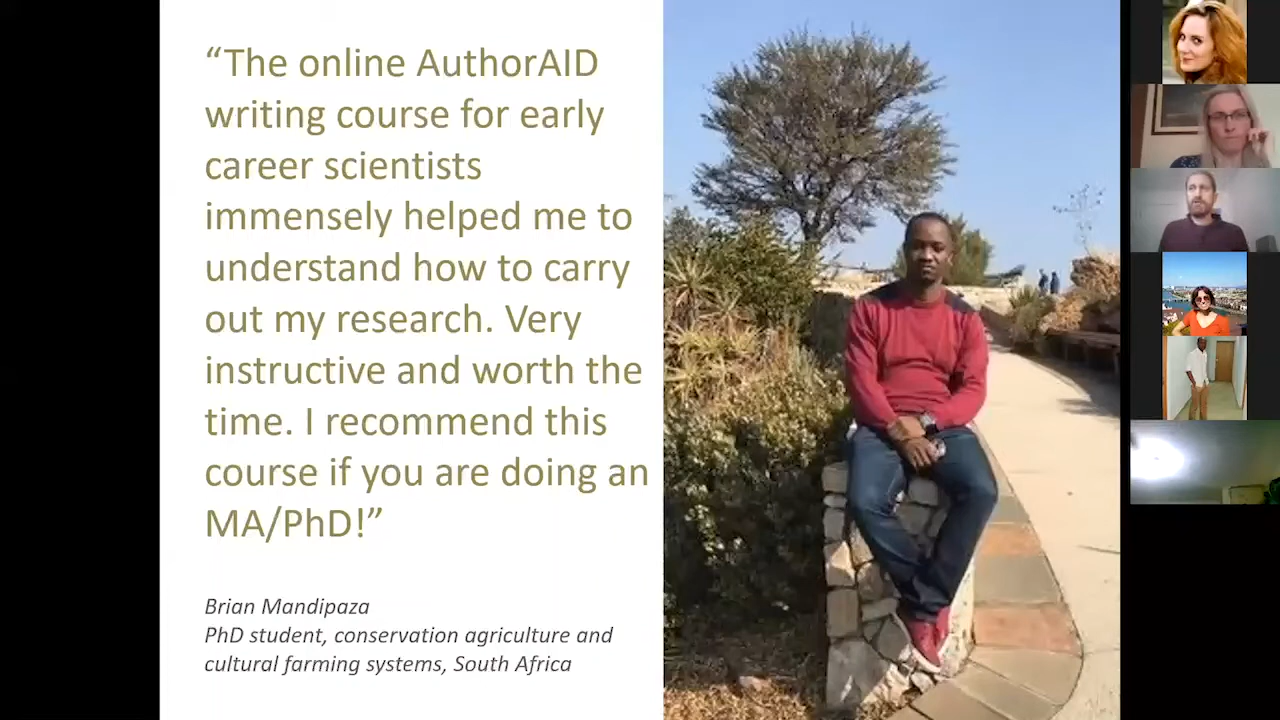 “The online AuthorAID
writing course for early
career scientists
immensely helped me to
understand how to carry
out my research. Very
instructive and worth the
time. I recommend this
course if you are doing an
MA/PhD!”
Brian Mandipaza
PhD student, conservation agriculture and
cultural farming systems, South Africa